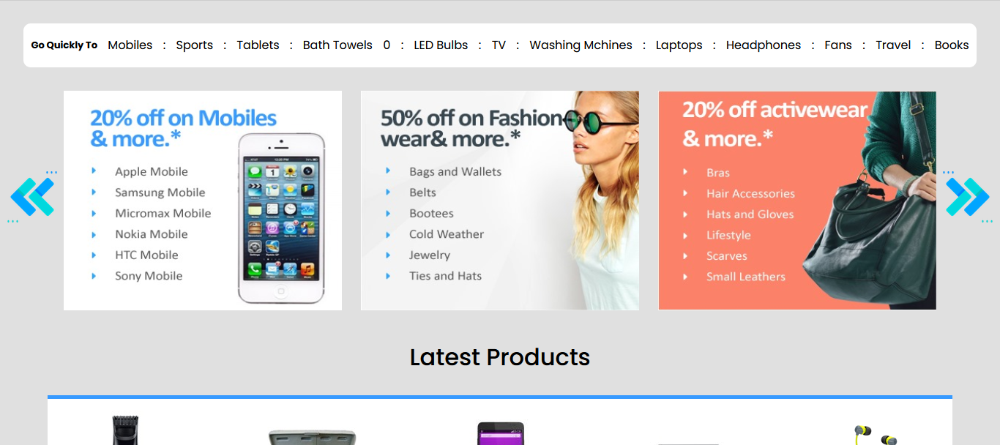 Go Quickly To Mobiles : Sports : Tablets : Bath Towels 0 : LED Bulbs : TV : Washing Mchines : Laptops : Headphones : Fans : Travel : Books
20% off on Mobiles
& more.*
Apple Mobile
Samsung Mobile
Micromax Mobile
Nokia Mobile
HTC Mobile
Sony Mobile
50% off on Fashion
wear& more.*
Bags and Wallets
Belts
Bootees
Cold Weather
Jewelry
Ties and Hats
20% off activewear
& more.*
Bras
Hair Accessories
Hats and Gloves
Lifestyle
Scarves
Small Leathers
Latest Products